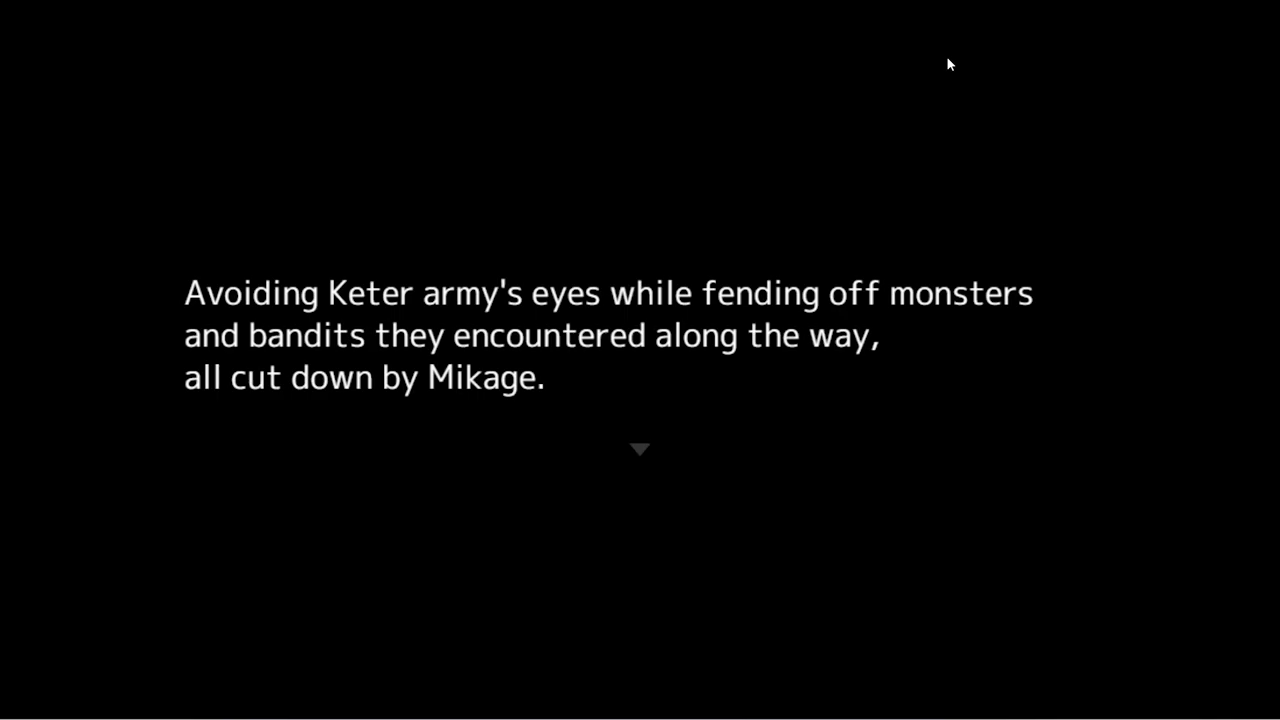 Avoiding Keter army's eyes while fending off monsters
and bandits they encountered along the way,
all cut down by Mikage.